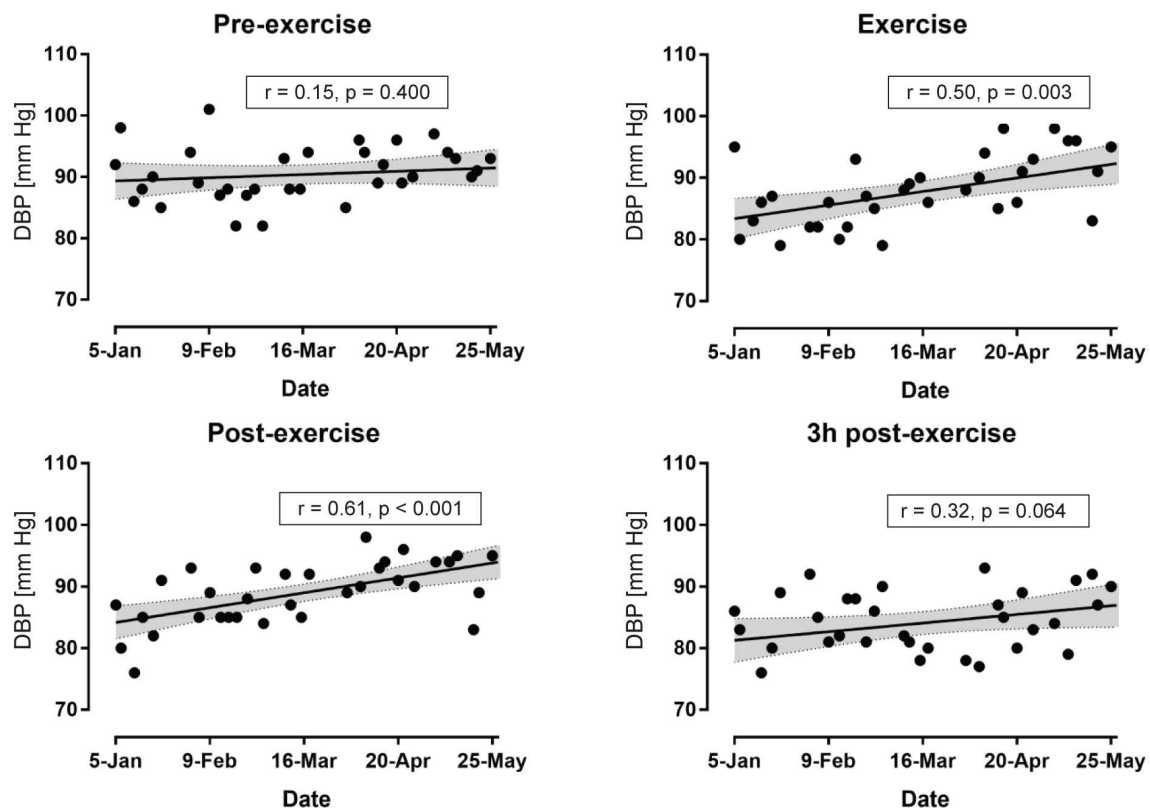 Pre-exercise
110
100
90
80
70
DBP [mm Hg]
r = 0.15, p = 0.400
5-Jan 9-Feb 16-Mar 20-Apr 25-May
Date
Exercise
110
100
90
80
70
DBP [mm Hg]
r = 0.50, p = 0.003
5-Jan 9-Feb 16-Mar 20-Apr 25-May
Date
Post-exercise
110
100
90
80
70
DBP [mm Hg]
r = 0.61, p < 0.001
5-Jan 9-Feb 16-Mar 20-Apr 25-May
Date
3h post-exercise
110
100
90
80
70
DBP [mm Hg]
r = 0.32, p = 0.064
5-Jan 9-Feb 16-Mar 20-Apr 25-May
Date